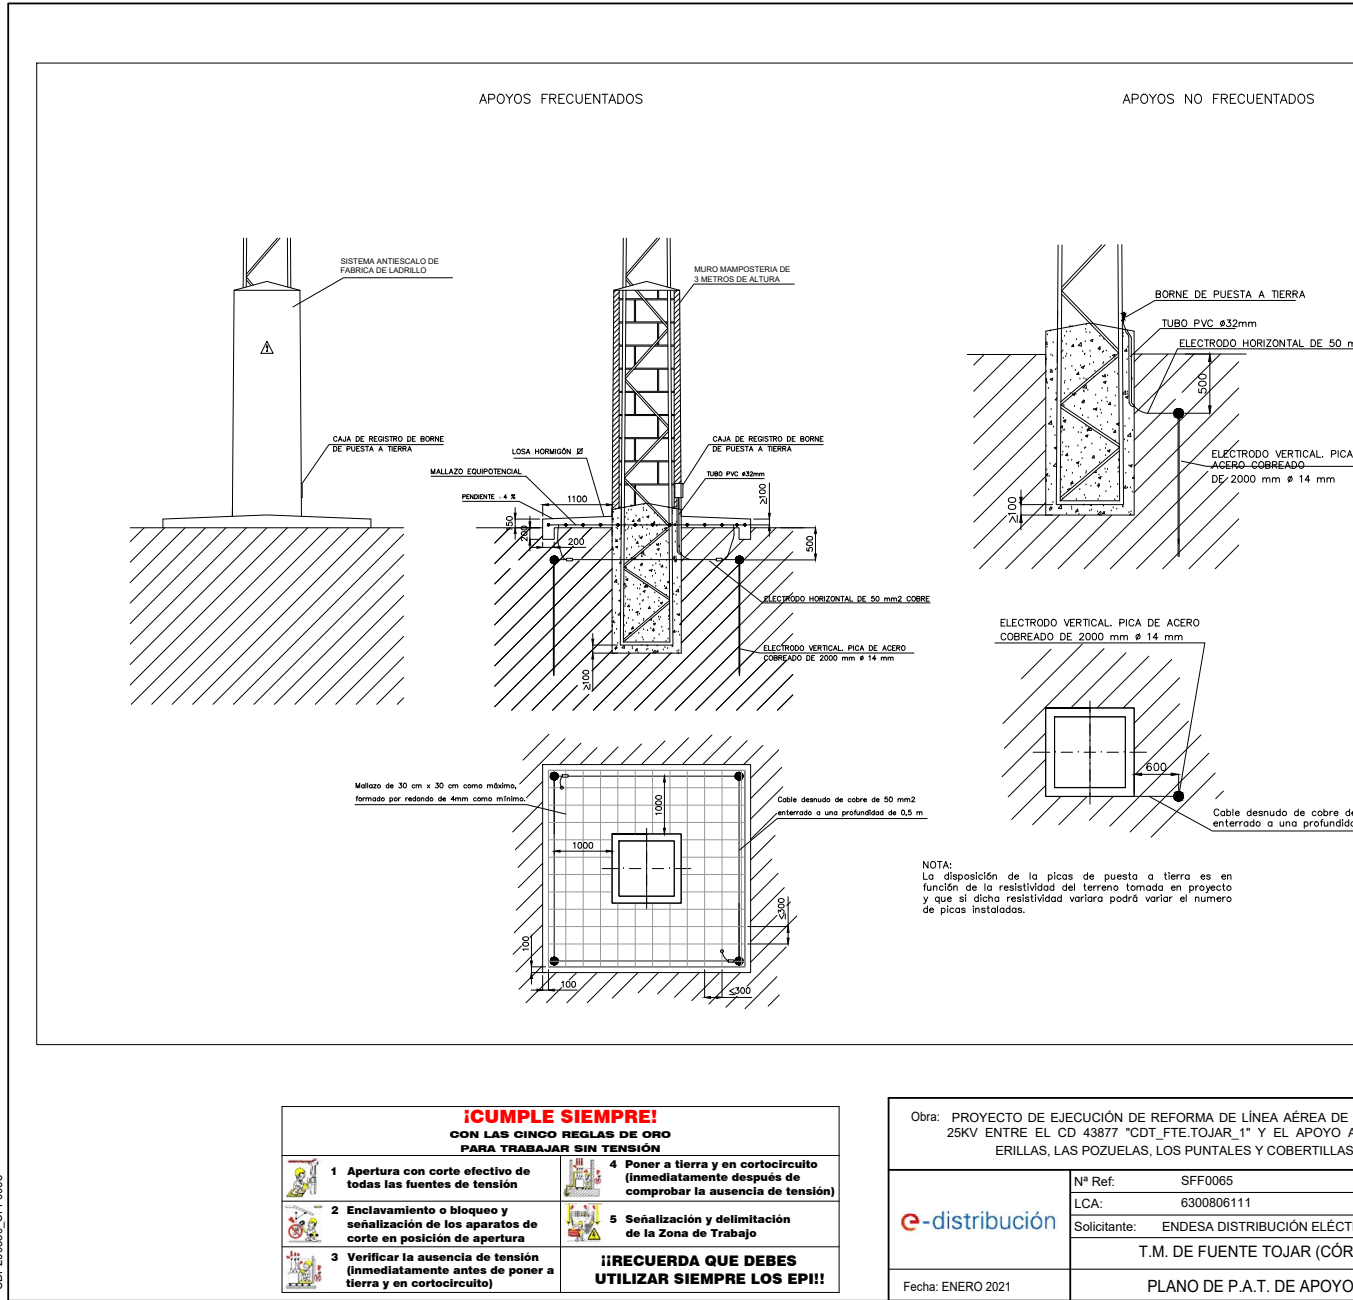 APOYOS FRECUENTADOS
APOYOS NO FRECUENTADOS
SISTEMA ANTIESCALO DE
FABRICA DE LADRILLO
CAJA DE REGISTRO DE BORNE
DE PUESTA A TIERRA
MURO MAMPOSTERIA DE
3 METROS DE ALTURA
LOSA HORMIGÓN
MALLAZO EQUIPOTENCIAL
PENDIENTE : 4 %
1100
CAJA DE REGISTRO DE BORNE
DE PUESTA A TIERRA
TUBO PVC ø32mm
≥100
150
200
200
500
ELECTRODO HORIZONTAL DE 50 mm2 COBRE
ELECTRODO VERTICAL. PICA DE ACERO
COBREADO DE 2000 mm ø 14 mm
≥100
BORNE DE PUESTA A TIERRA
TUBO PVC ø32mm
ELECTRODO HORIZONTAL DE 50 m
500
ELECTRODO VERTICAL. PICA
ACERO COBREADO
DE 2000 mm ø 14 mm
≥100
ELECTRODO VERTICAL. PICA DE ACERO
COBREADO DE 2000 mm ø 14 mm
600
Cable desnudo de cobre de
enterrado a una profundida
Mallazo de 30 cm x 30 cm como máximo,
formado por redondo de 4mm como mínimo.
1000
1000
Cable desnudo de cobre de 50 mm2
enterrado a una profundidad de 0,5 m
≤300
100
100
≤300
NOTA:
La disposición de la picas de puesta a tierra es en
función de la resistividad del terreno tomada en proyecto
y que si dicha resistividad variara podrá variar el numero
de picas instaladas.
¡CUMPLE SIEMPRE!
CON LAS CINCO REGLAS DE ORO
PARA TRABAJAR SIN TENSIÓN
1 Apertura con corte efectivo de
todas las fuentes de tensión
2 Enclavamiento o bloqueo y
señalización de los aparatos de
corte en posición de apertura
3 Verificar la ausencia de tensión
(inmediatamente antes de poner a
tierra y en cortocircuito)
4 Poner a tierra y en cortocircuito
(inmediatamente después de
comprobar la ausencia de tensión)
5 Señalización y delimitación
de la Zona de Trabajo
¡¡RECUERDA QUE DEBES
UTILIZAR SIEMPRE LOS EPI!!
Obra: PROYECTO DE EJECUCIÓN DE REFORMA DE LÍNEA AÉREA DE
25KV ENTRE EL CD 43877 "CDT_FTE.TOJAR_1" Y EL APOYO A
ERILLAS, LAS POZUELAS, LOS PUNTALES Y COBERTILLAS
e-distribución
Nª Ref: SFF0065
LCA: 6300806111
Solicitante: ENDESA DISTRIBUCIÓN ELÉCT
T.M. DE FUENTE TOJAR (CÓR
Fecha: ENERO 2021
PLANO DE P.A.T. DE APOYO